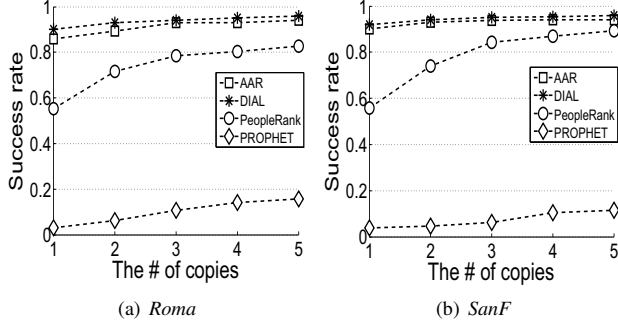 1
0.8
0.6
0.4
0.2
0
1 2 3 4 5
Success rate
The # of copies
AAR
DIAL
PeopleRank
PROPHET
(a) Roma
1
0.8
0.6
0.4
0.2
0
1 2 3 4 5
Success rate
The # of copies
AAR
DIAL
PeopleRank
PROPHET
(b) SanF